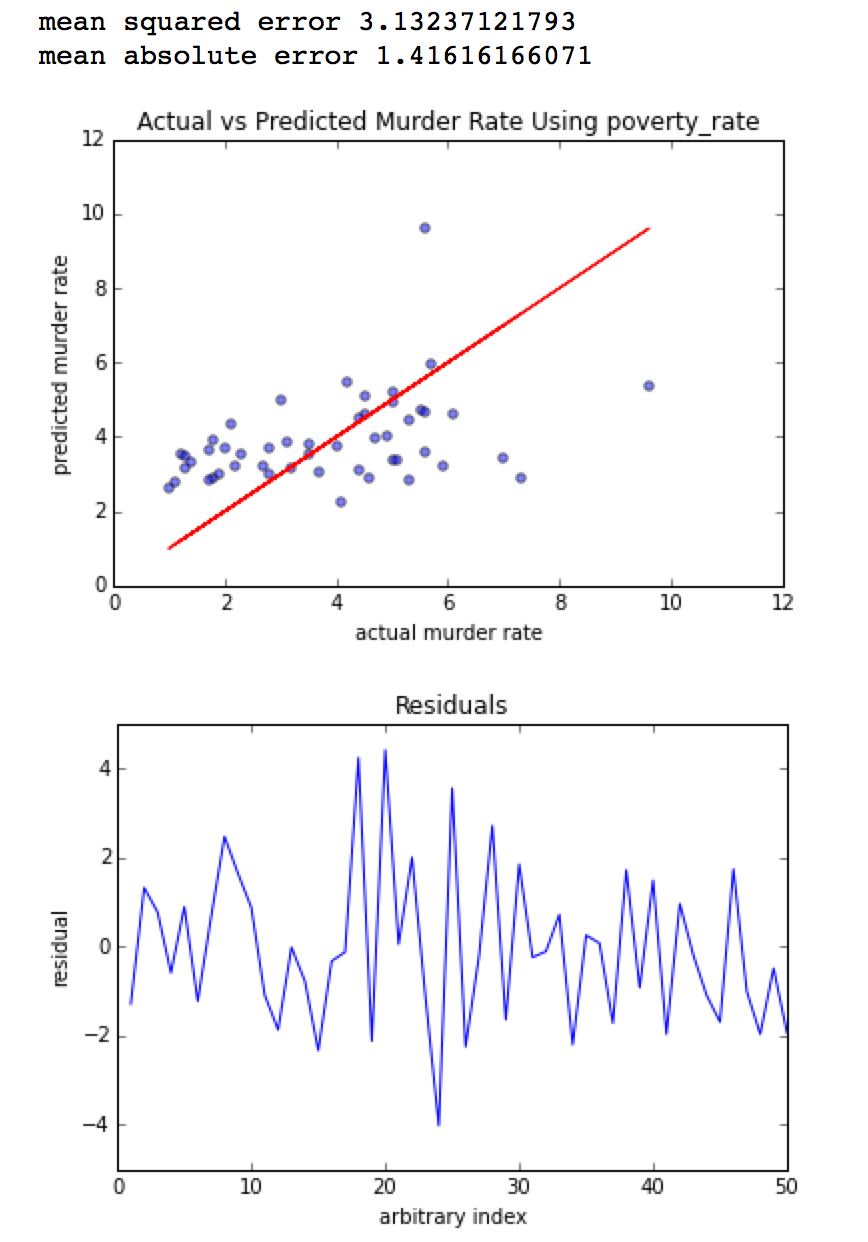 mean squared error 3.13237121793
mean absolute error 1.41616166071
Actual vs Predicted Murder Rate Using poverty_rate
12
10
8
6
4
2
0
predicted murder rate
0 2 4 6 8 10 12
actual murder rate
Residuals
4
2
0
−2
−4
residual
0 10 20 30 40 50
arbitrary index